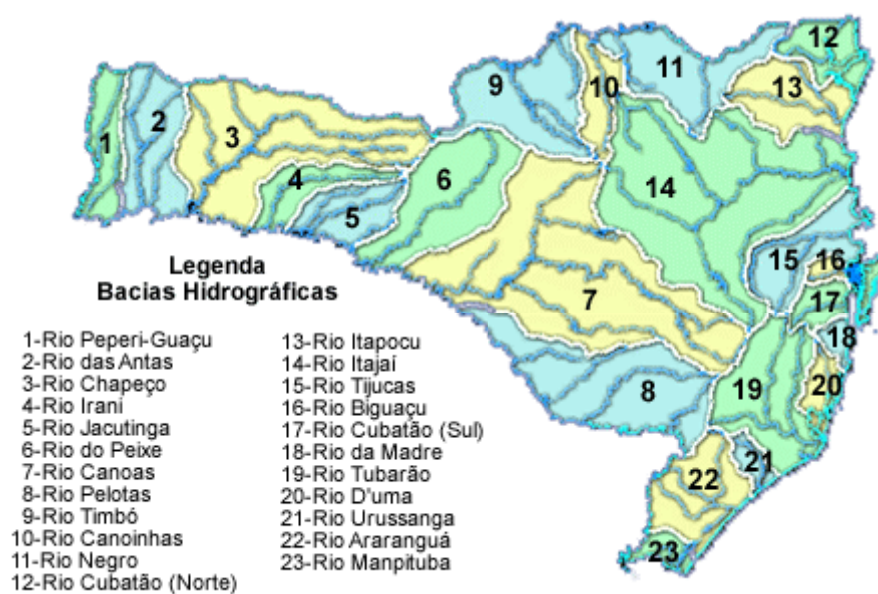 12
11
9
10
13
2
3
1
4
6
14
5
15
16
Legenda
Bacias Hidrográficas
7
17
18
8
19
20
21
22
23
1-Rio Peperi-Guaçu
2-Rio das Antas
3-Rio Chapeço
4-Rio Irani
5-Rio Jacutinga
6-Rio do Peixe
7-Rio Canoas
8-Rio Pelotas
9-Rio Timbó
10-Rio Canoinhas
11-Rio Negro
12-Rio Cubatão (Norte)
13-Rio Itapocu
14-Rio Itajaí
15-Rio Tijucas
16-Rio Biguaçu
17-Rio Cubatão (Sul)
18-Rio da Madre
19-Rio Tubarão
20-Rio D'uma
21-Rio Urussanga
22-Rio Araranguá
23-Rio Manpituba